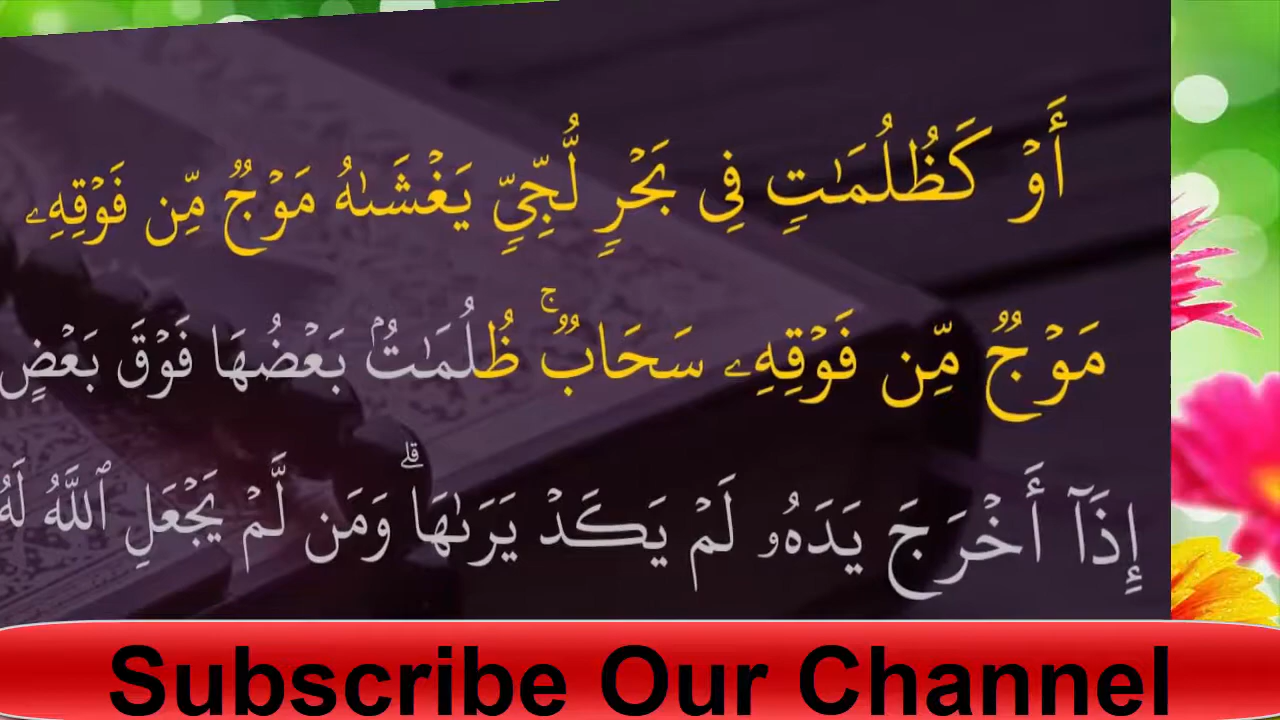 أَوْ كَظُلُمَٰتٍ فِى بَحْرٍ لُّجِّىٍّ يَغْشَىٰهُ مَوْجٌ مِّن فَوْقِهِۦ
مَوْجٌ مِّن فَوْقِهِۦ سَحَابٌ ۚ ظُلُمَٰتٌۢ بَعْضُهَا فَوْقَ بَعْضٍ
إِذَآ أَخْرَجَ يَدَهُۥ لَمْ يَكَدْ يَرَىٰهَا ۗ وَمَن لَّمْ يَجْعَلِ ٱللَّهُ لَهُ
Subscribe Our Channel